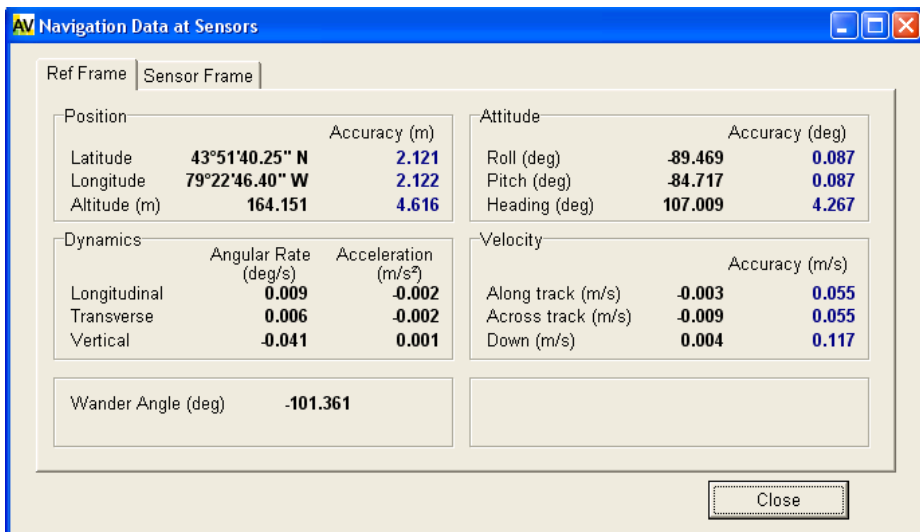 AV Navigation Data at Sensors
Ref Frame Sensor Frame
Position
Accuracy (m)
Latitude 43°51'40.25" N 2.121
Longitude 79°22'46.40" W 2.122
Altitude (m) 164.151 4.616
Attitude
Accuracy (deg)
Roll (deg) -89.469 0.087
Pitch (deg) -84.717 0.087
Heading (deg) 107.009 4.267
Dynamics
Angular Rate Acceleration
(deg/s) (m/s²)
Longitudinal 0.009 -0.002
Transverse 0.006 -0.002
Vertical -0.041 0.001
Velocity
Accuracy (m/s)
Along track (m/s) -0.003 0.055
Across track (m/s) -0.009 0.055
Down (m/s) 0.004 0.117
Wander Angle (deg) -101.361
Close